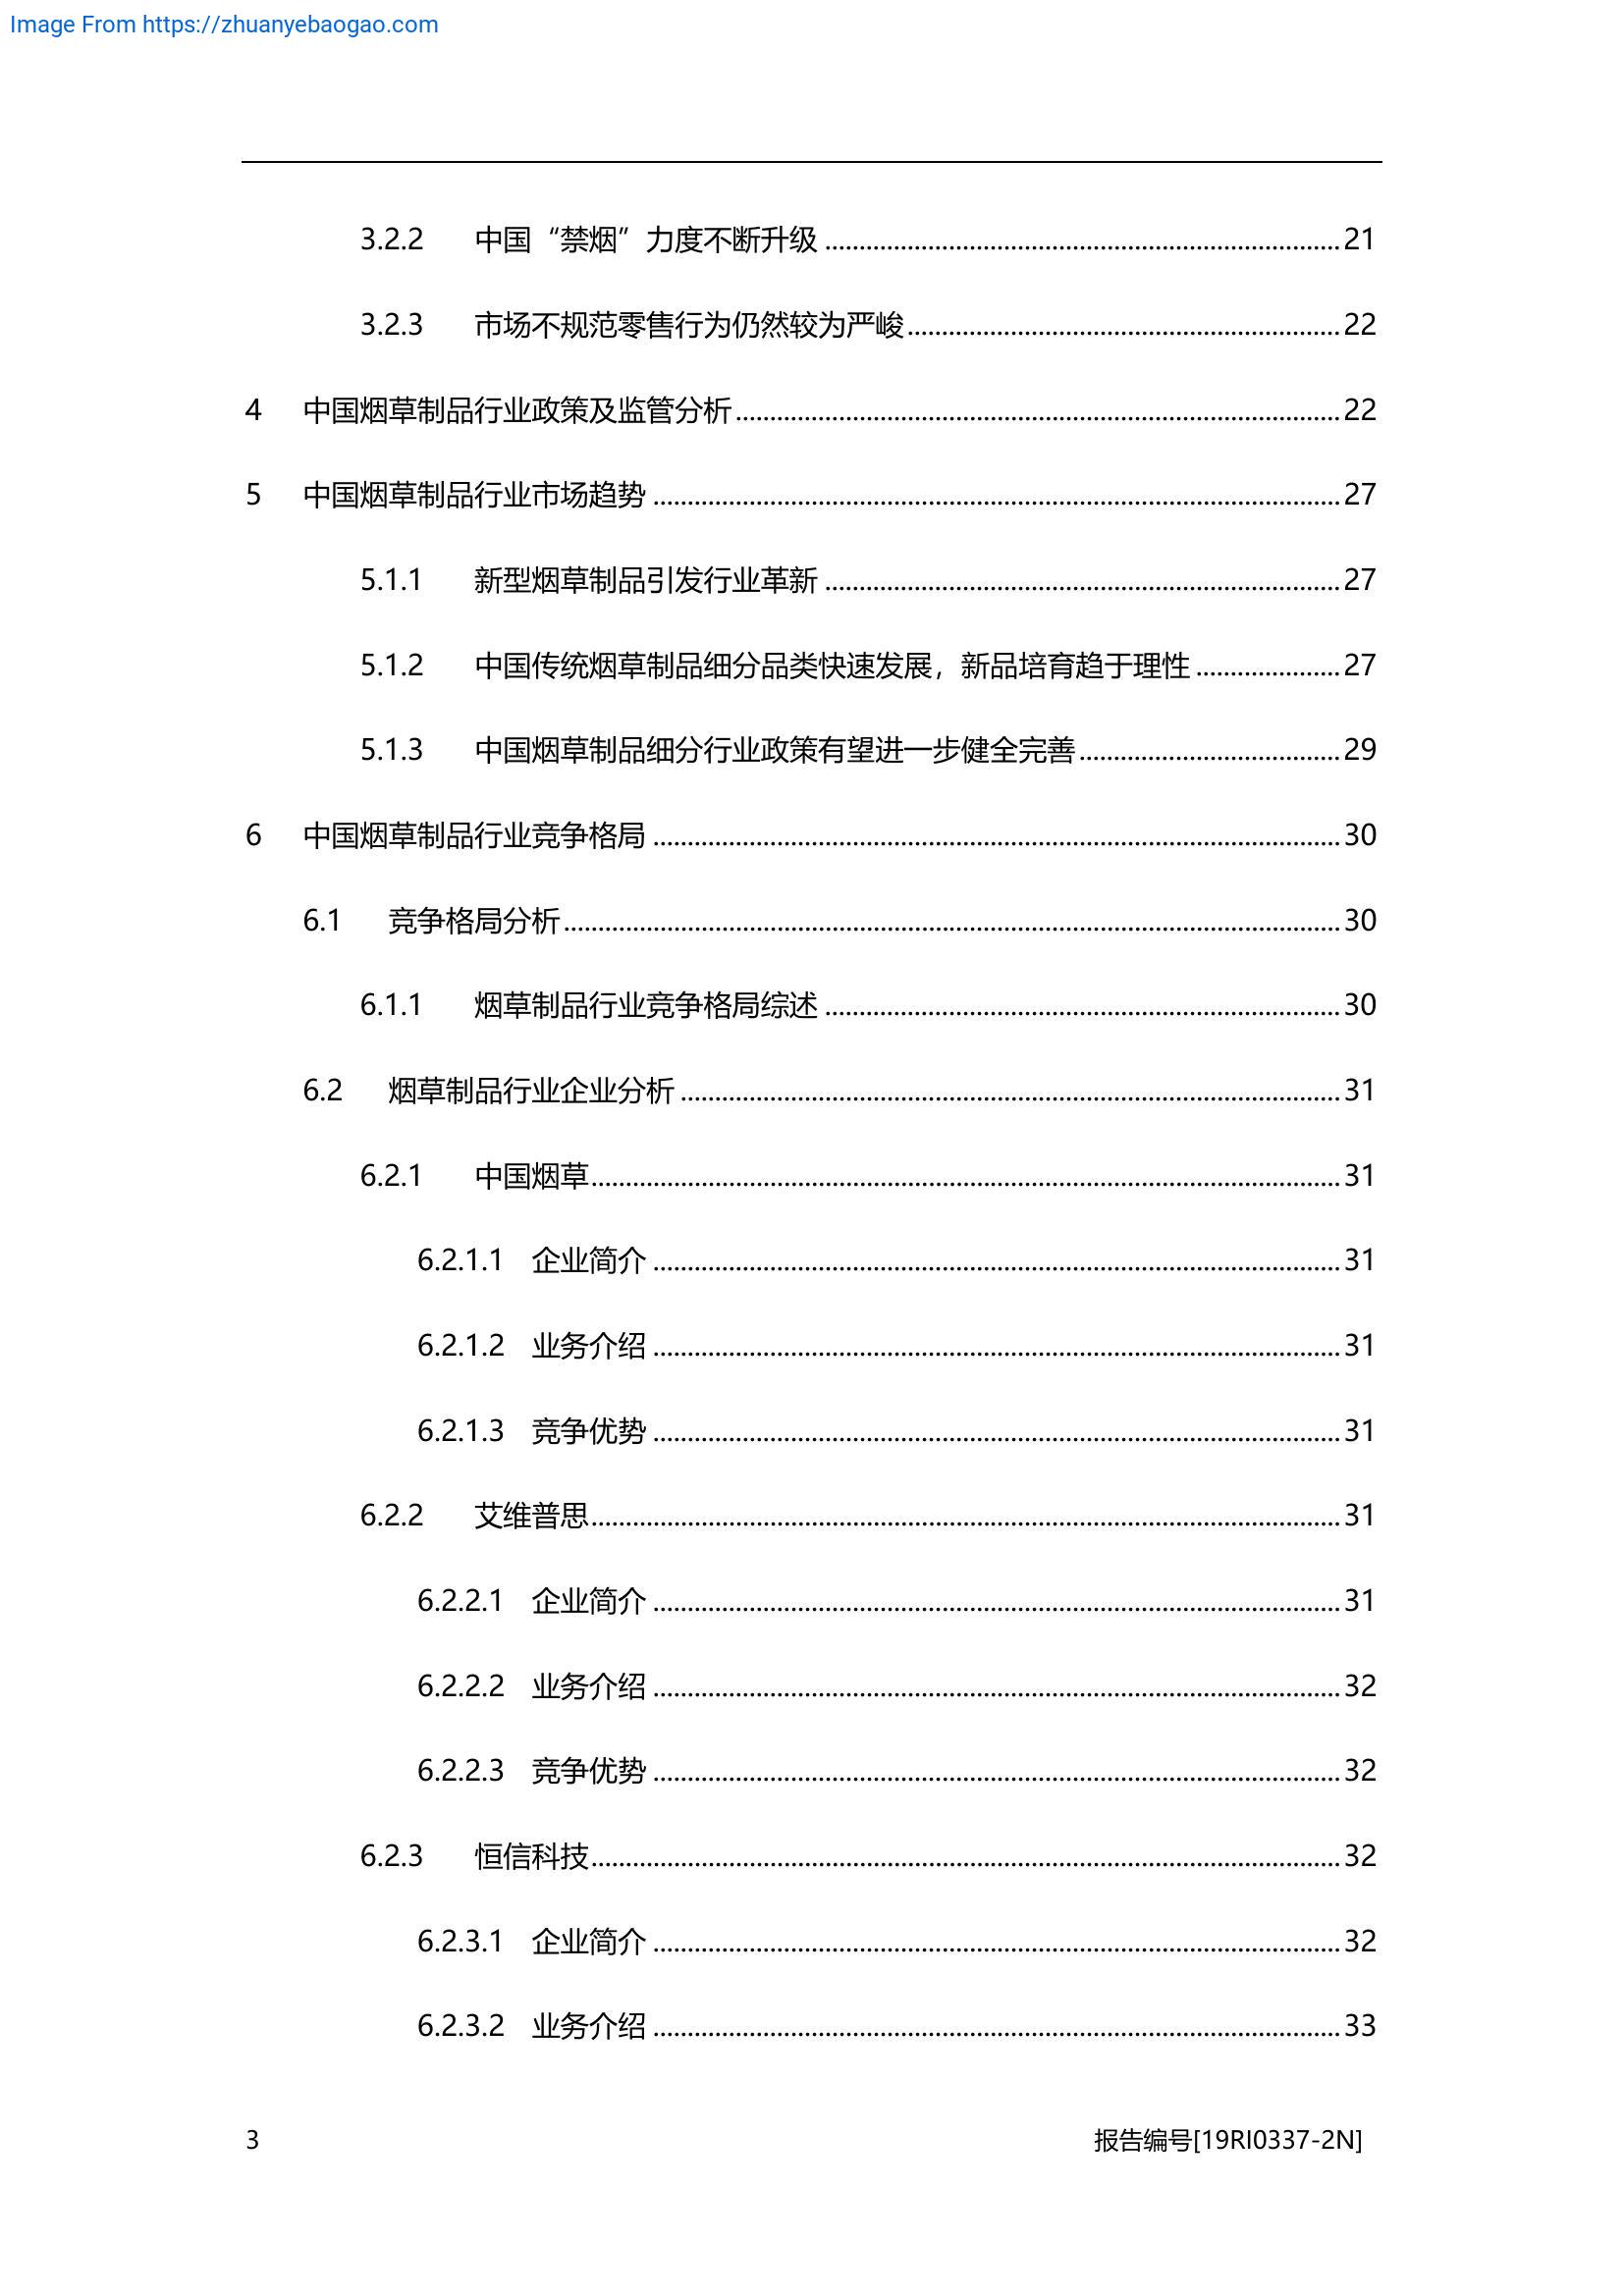 Image From https://zhuanyebaogao.com
3.2.2 中国“禁烟”力度不断升级 ........ 21
3.2.3 市场不规范零售行为仍然较为严峻 ........ 22
4 中国烟草制品行业政策及监管分析 ........ 22
5 中国烟草制品行业市场趋势 ........ 27
5.1.1 新型烟草制品引发行业革新 ........ 27
5.1.2 中国传统烟草制品细分品类快速发展，新品培育趋于理性 ........ 27
5.1.3 中国烟草制品细分行业政策有望进一步健全完善 ........ 29
6 中国烟草制品行业竞争格局 ........ 30
6.1 竞争格局分析 ........ 30
6.1.1 烟草制品行业竞争格局综述 ........ 30
6.2 烟草制品行业企业分析 ........ 31
6.2.1 中国烟草 ........ 31
6.2.1.1 企业简介 ........ 31
6.2.1.2 业务介绍 ........ 31
6.2.1.3 竞争优势 ........ 31
6.2.2 艾维普思 ........ 31
6.2.2.1 企业简介 ........ 31
6.2.2.2 业务介绍 ........ 32
6.2.2.3 竞争优势 ........ 32
6.2.3 恒信科技 ........ 32
6.2.3.1 企业简介 ........ 32
6.2.3.2 业务介绍 ........ 33
3 报告编号[19RI0337-2N]